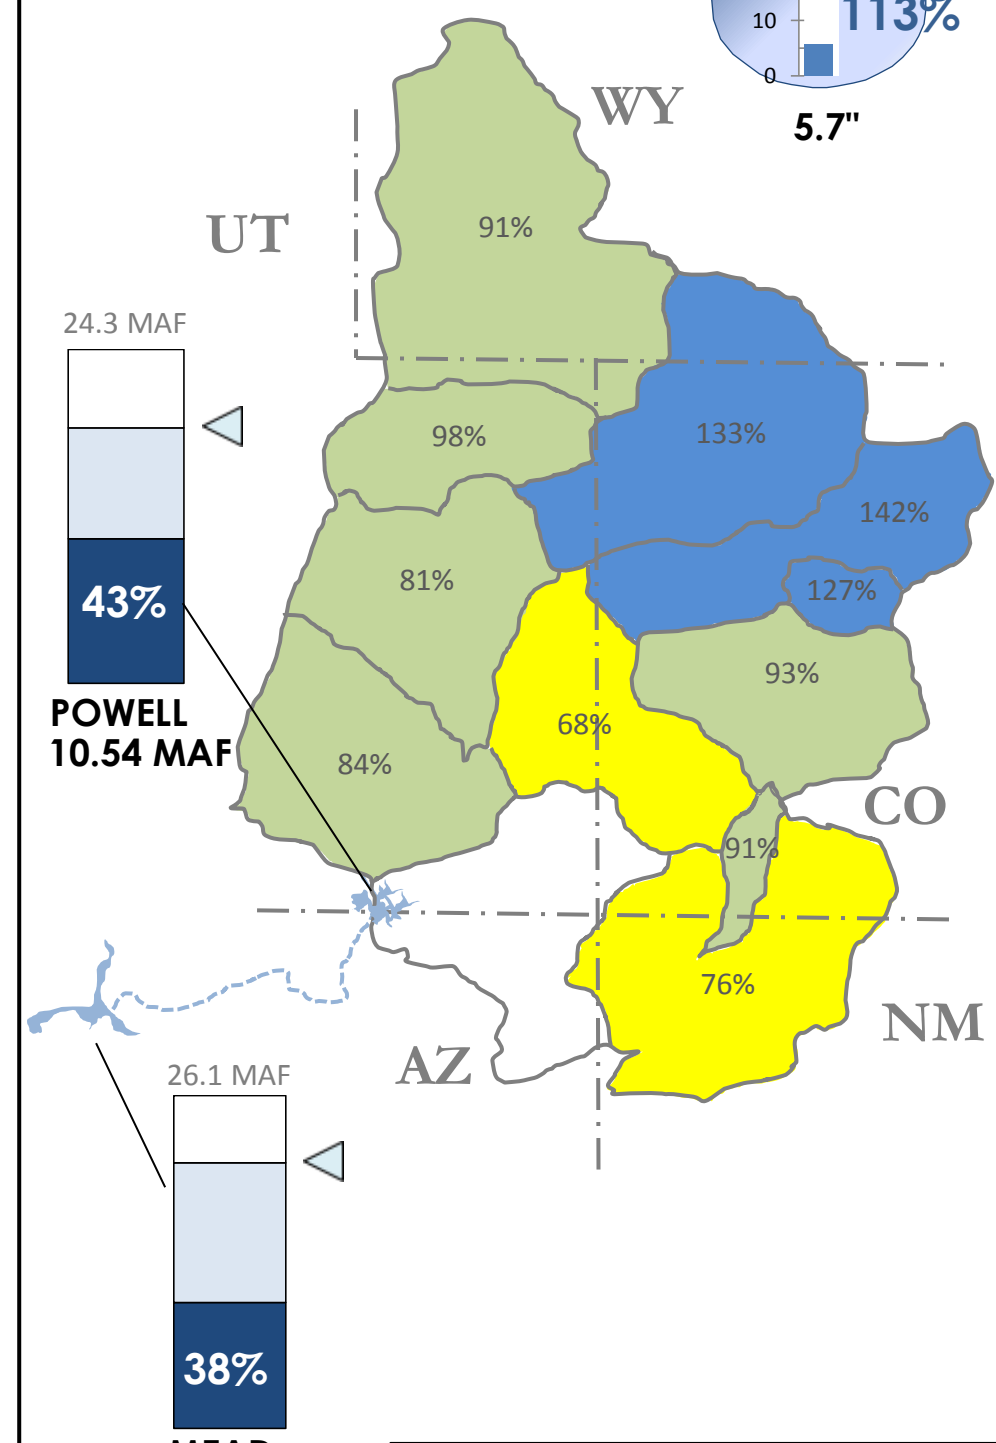 10
113%
0
5.7"
WY
UT
91%
24.3 MAF
98%
133%
142%
81%
127%
43%
93%
POWELL
10.54 MAF
68%
84%
CO
91%
76%
NM
AZ
26.1 MAF
38%
MEAD